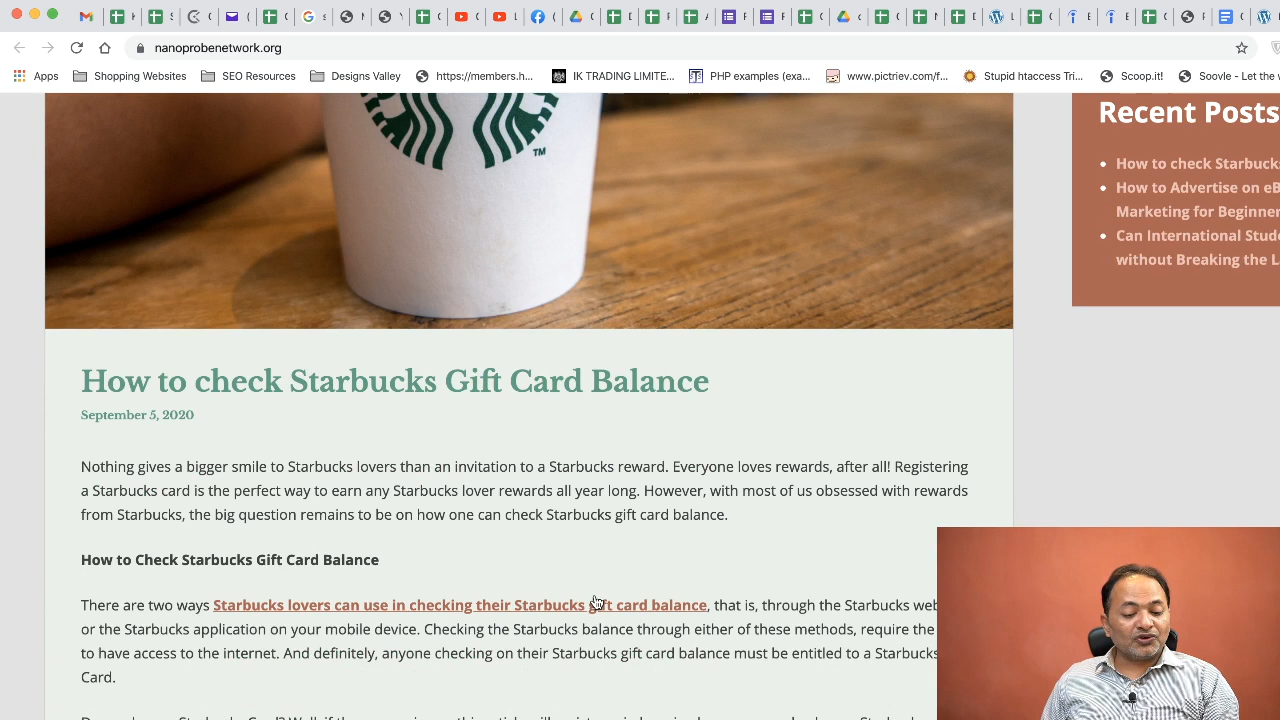 nanoprobenetwork.org
Apps Shopping Websites SEO Resources Designs Valley https://members.h... IK TRADING LIMITE... PHP examples (exa... www.pictriev.com/f... Stupid htaccess Tri... Scoop.it! Soovle - Let the
TM
Recent Posts
How to check Starbucks
How to Advertise on eB
Marketing for Beginner
Can International Stude
without Breaking the L
How to check Starbucks Gift Card Balance
September 5, 2020
Nothing gives a bigger smile to Starbucks lovers than an invitation to a Starbucks reward. Everyone loves rewards, after all! Registering
a Starbucks card is the perfect way to earn any Starbucks lover rewards all year long. However, with most of us obsessed with rewards
from Starbucks, the big question remains to be on how one can check Starbucks gift card balance.
How to Check Starbucks Gift Card Balance
There are two ways Starbucks lovers can use in checking their Starbucks gift card balance, that is, through the Starbucks web
or the Starbucks application on your mobile device. Checking the Starbucks balance through either of these methods, require the
to have access to the internet. And definitely, anyone checking on their Starbucks gift card balance must be entitled to a Starbucks
Card.